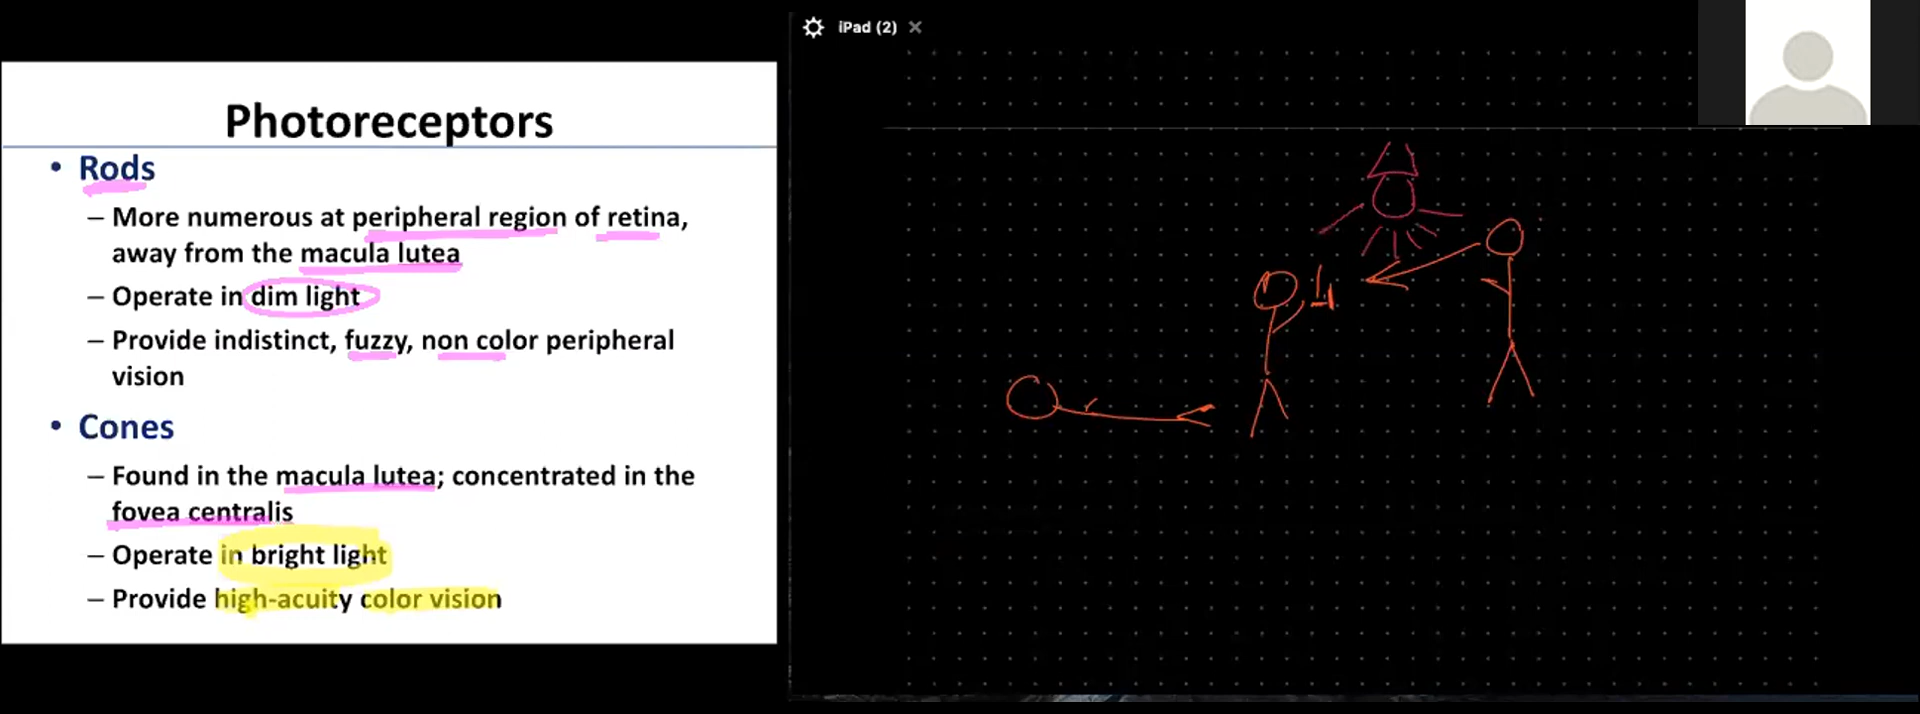 Photoreceptors
• Rods
– More numerous at peripheral region of retina,
away from the macula lutea
– Operate in dim light
– Provide indistinct, fuzzy, non color peripheral
vision
• Cones
– Found in the macula lutea; concentrated in the
fovea centralis
– Operate in bright light
– Provide high-acuity color vision
iPad (2)